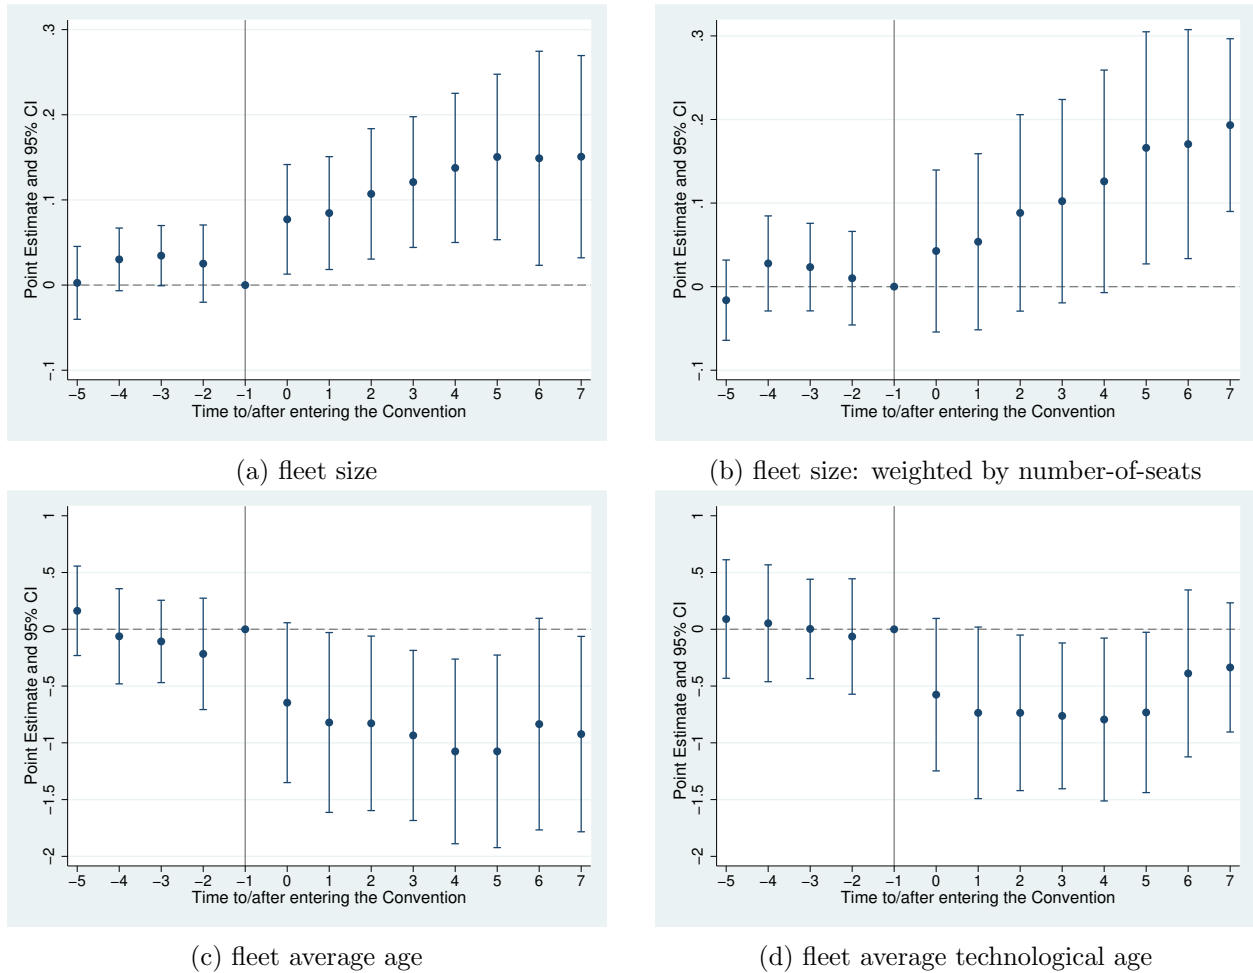 Point Estimate and 95% CI
.3
.2
.1
0
−.1
−5 −4 −3 −2 −1 0 1 2 3 4 5 6 7
Time to/after entering the Convention
(a) fleet size
Point Estimate and 95% CI
.3
.2
.1
0
−.1
−5 −4 −3 −2 −1 0 1 2 3 4 5 6 7
Time to/after entering the Convention
(b) fleet size: weighted by number-of-seats
Point Estimate and 95% CI
1
.5
0
−.5
−1
−1.5
−2
−5 −4 −3 −2 −1 0 1 2 3 4 5 6 7
Time to/after entering the Convention
(c) fleet average age
Point Estimate and 95% CI
1
.5
0
−.5
−1
−1.5
−2
−5 −4 −3 −2 −1 0 1 2 3 4 5 6 7
Time to/after entering the Convention
(d) fleet average technological age